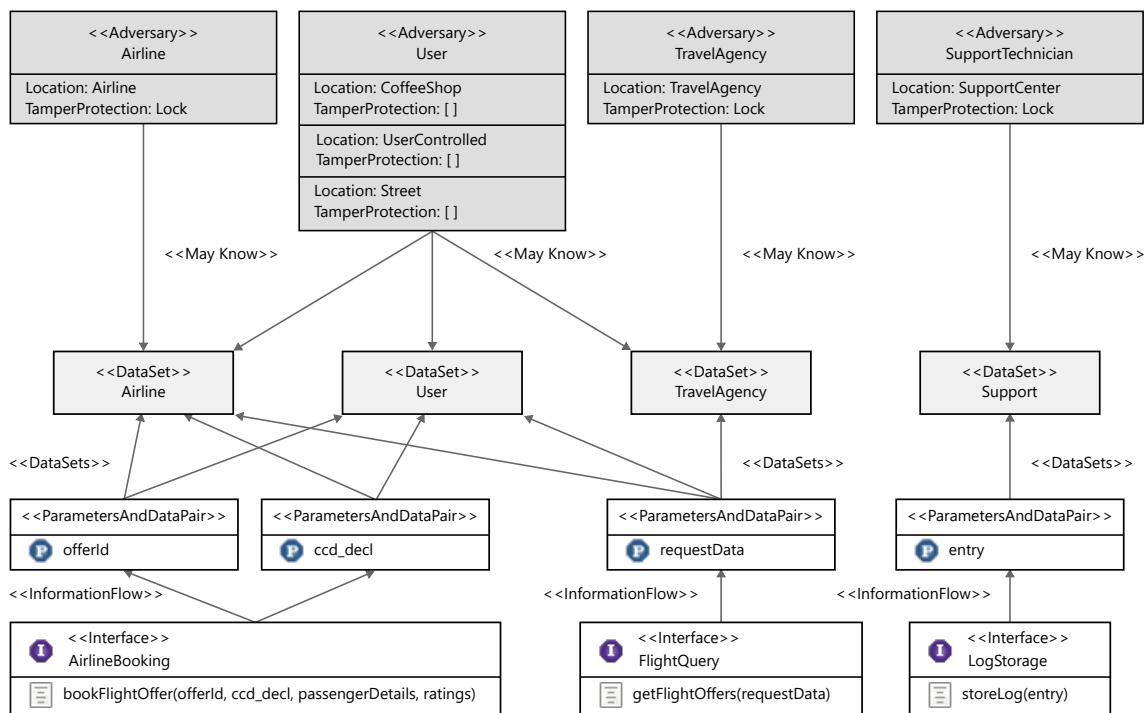 <<Adversary>>
Airline
Location: Airline
TamperProtection: Lock
<<Adversary>>
User
Location: CoffeeShop
TamperProtection: [ ]
Location: UserControlled
TamperProtection: [ ]
Location: Street
TamperProtection: [ ]
<<Adversary>>
TravelAgency
Location: TravelAgency
TamperProtection: Lock
<<Adversary>>
SupportTechnician
Location: SupportCenter
TamperProtection: Lock
<<May Know>>
<<May Know>>
<<May Know>>
<<May Know>>
<<DataSet>>
Airline
<<DataSet>>
User
<<DataSet>>
TravelAgency
<<DataSet>>
Support
<<DataSets>>
<<DataSets>>
<<DataSets>>
<<ParametersAndDataPair>>
P offerId
<<ParametersAndDataPair>>
P ccd_decl
<<ParametersAndDataPair>>
P requestData
<<ParametersAndDataPair>>
P entry
<<InformationFlow>>
<<InformationFlow>>
<<InformationFlow>>
I <<Interface>>
AirlineBooking
bookFlightOffer(offerId, ccd_decl, passengerDetails, ratings)
I <<Interface>>
FlightQuery
getFlightOffers(requestData)
I <<Interface>>
LogStorage
storeLog(entry)